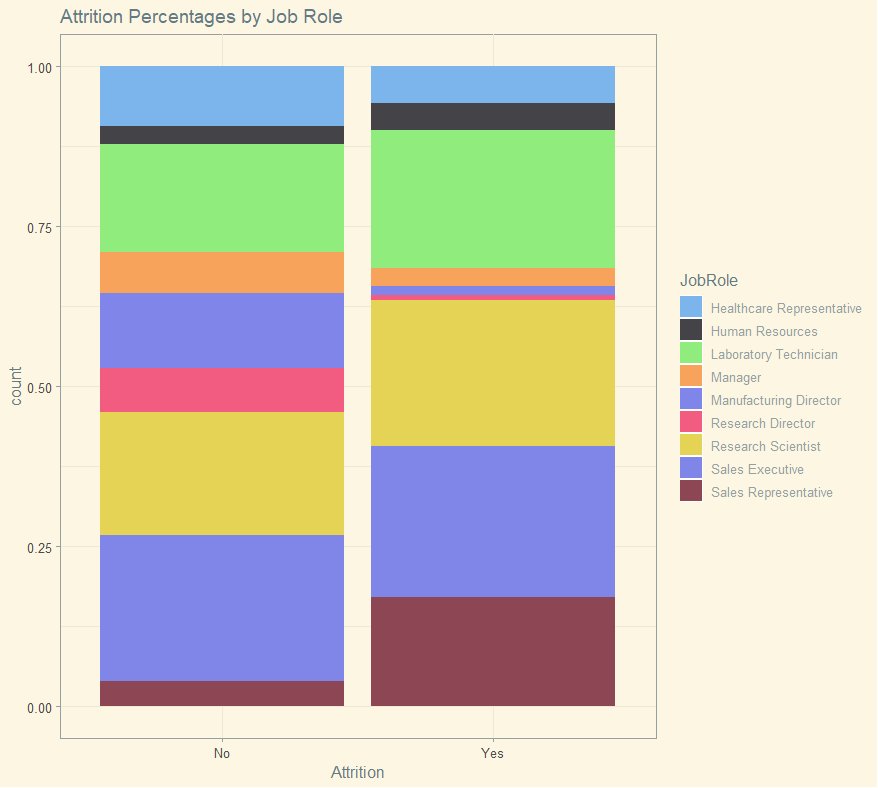 Attrition Percentages by Job Role
1.00
0.75
0.50
0.25
0.00
count
No
Yes
Attrition
JobRole
Healthcare Representative
Human Resources
Laboratory Technician
Manager
Manufacturing Director
Research Director
Research Scientist
Sales Executive
Sales Representative